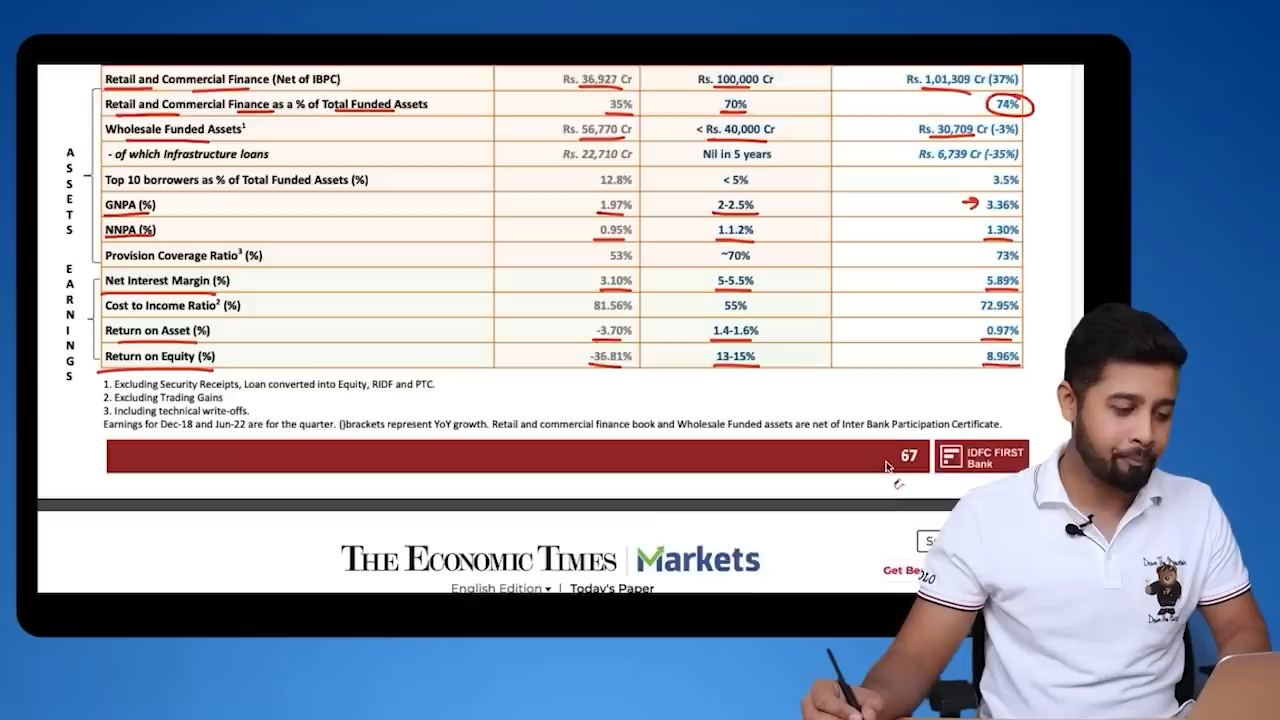 Retail and Commercial Finance (Net of IBPC) Rs. 36,927 Cr Rs. 100,000 Cr Rs. 1,01,309 Cr (37%)
Retail and Commercial Finance as a % of Total Funded Assets 35% 70% 74%
Wholesale Funded Assets1 Rs. 56,770 Cr < Rs. 40,000 Cr Rs. 30,709 Cr (-3%)
- of which Infrastructure loans Rs. 22,710 Cr Nil in 5 years Rs. 6,739 Cr (-35%)
Top 10 borrowers as % of Total Funded Assets (%) 12.8% < 5% 3.5%
GNPA (%) 1.97% 2-2.5% 3.36%
NNPA (%) 0.95% 1.1.2% 1.30%
Provision Coverage Ratio3 (%) 53% ~70% 73%
ASSETS
Net Interest Margin (%) 3.10% 5-5.5% 5.89%
Cost to Income Ratio2 (%) 81.56% 55% 72.95%
Return on Asset (%) -3.70% 1.4-1.6% 0.97%
Return on Equity (%) -36.81% 13-15% 8.96%
EARNINGS
1. Excluding Security Receipts, Loan converted into Equity, RIDF and PTC.
2. Excluding Trading Gains
3. Including technical write-offs.
Earnings for Dec-18 and Jun-22 are for the quarter. ()brackets represent YoY growth. Retail and commercial finance book and Wholesale Funded assets are net of Inter Bank Participation Certificate.
67
IDFC FIRST
Bank
THE ECONOMIC TIMES | Markets
English Edition | Today's Paper
Get Be